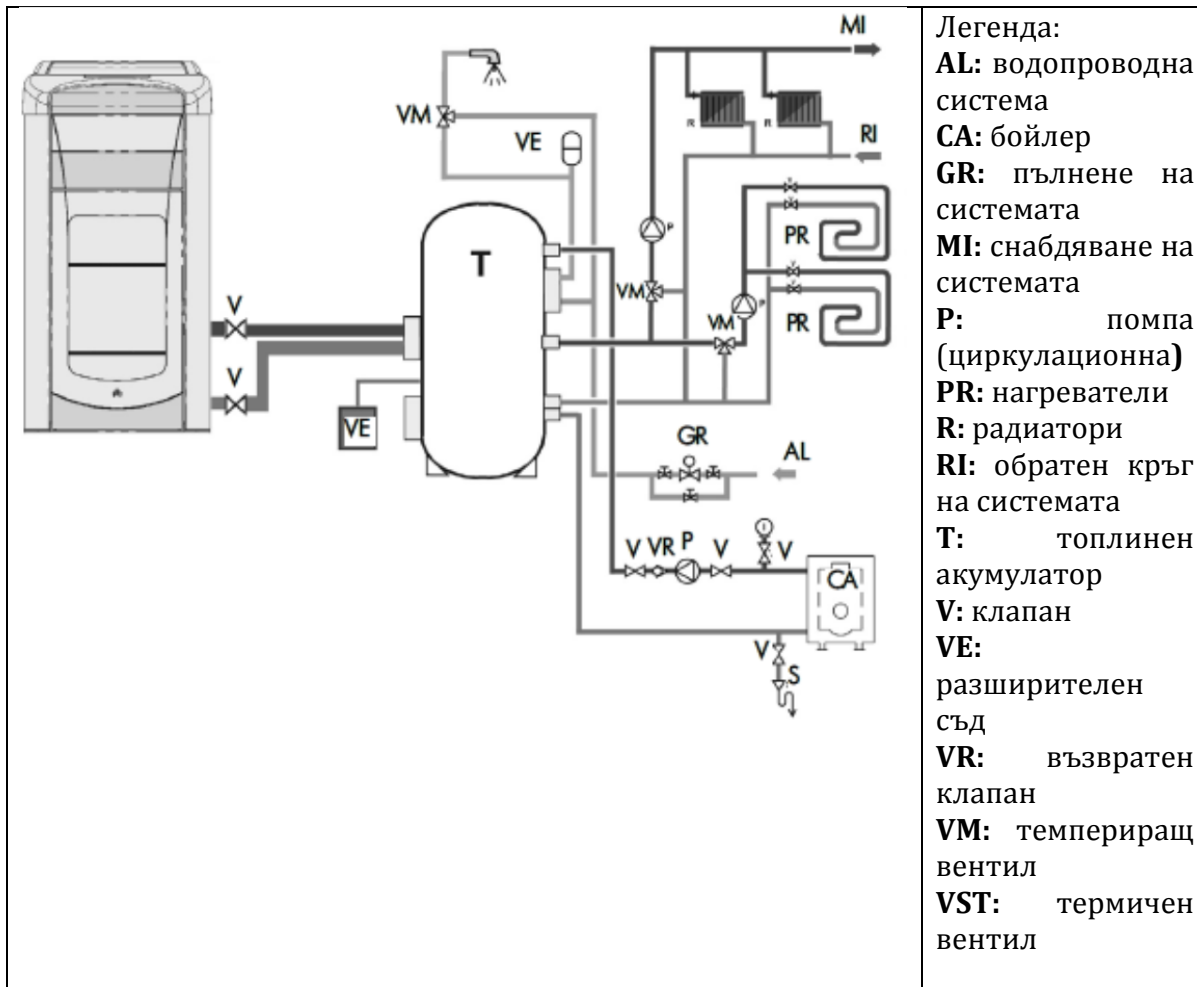 MI
VM
VE
R
R
RI
T
P
PR
V
VM
P
VM
PR
V
VE
GR
AL
V VR P V
V
CA
V
S
Легенда:
AL: водопроводна
система
CA: бойлер
GR: пълнене на
системата
MI: снабдяване на
системата
P: помпа
(циркулационна)
PR: нагреватели
R: радиатори
RI: обратен кръг
на системата
T: топлинен
акумулатор
V: клапан
VE:
разширителен
съд
VR: възвратен
клапан
VM: темпериращ
вентил
VST: термичен
вентил